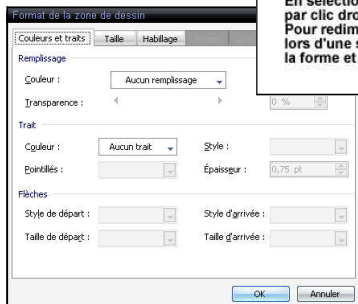 En sélectio
par clic dro
Pour redim
lors d'une s
la forme et
Format de la zone de dessin
Couleurs et traits Taille Habillage
Remplissage
Couleur : Aucun remplissage
Transparence : 0 %
Trait
Couleur : Aucun trait Style :
Pointillés : Épaisseur : 0,75 pt
Flèches
Style de départ : Style d'arrivée :
Taille de départ : Taille d'arrivée :
OK Annuler